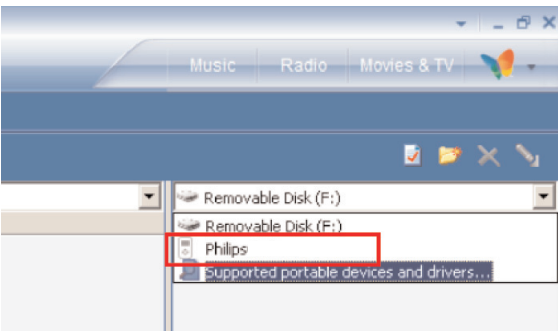 Music Radio Movies & TV
Removable Disk (F:)
Removable Disk (F:)
Philips
Supported portable devices and drivers...